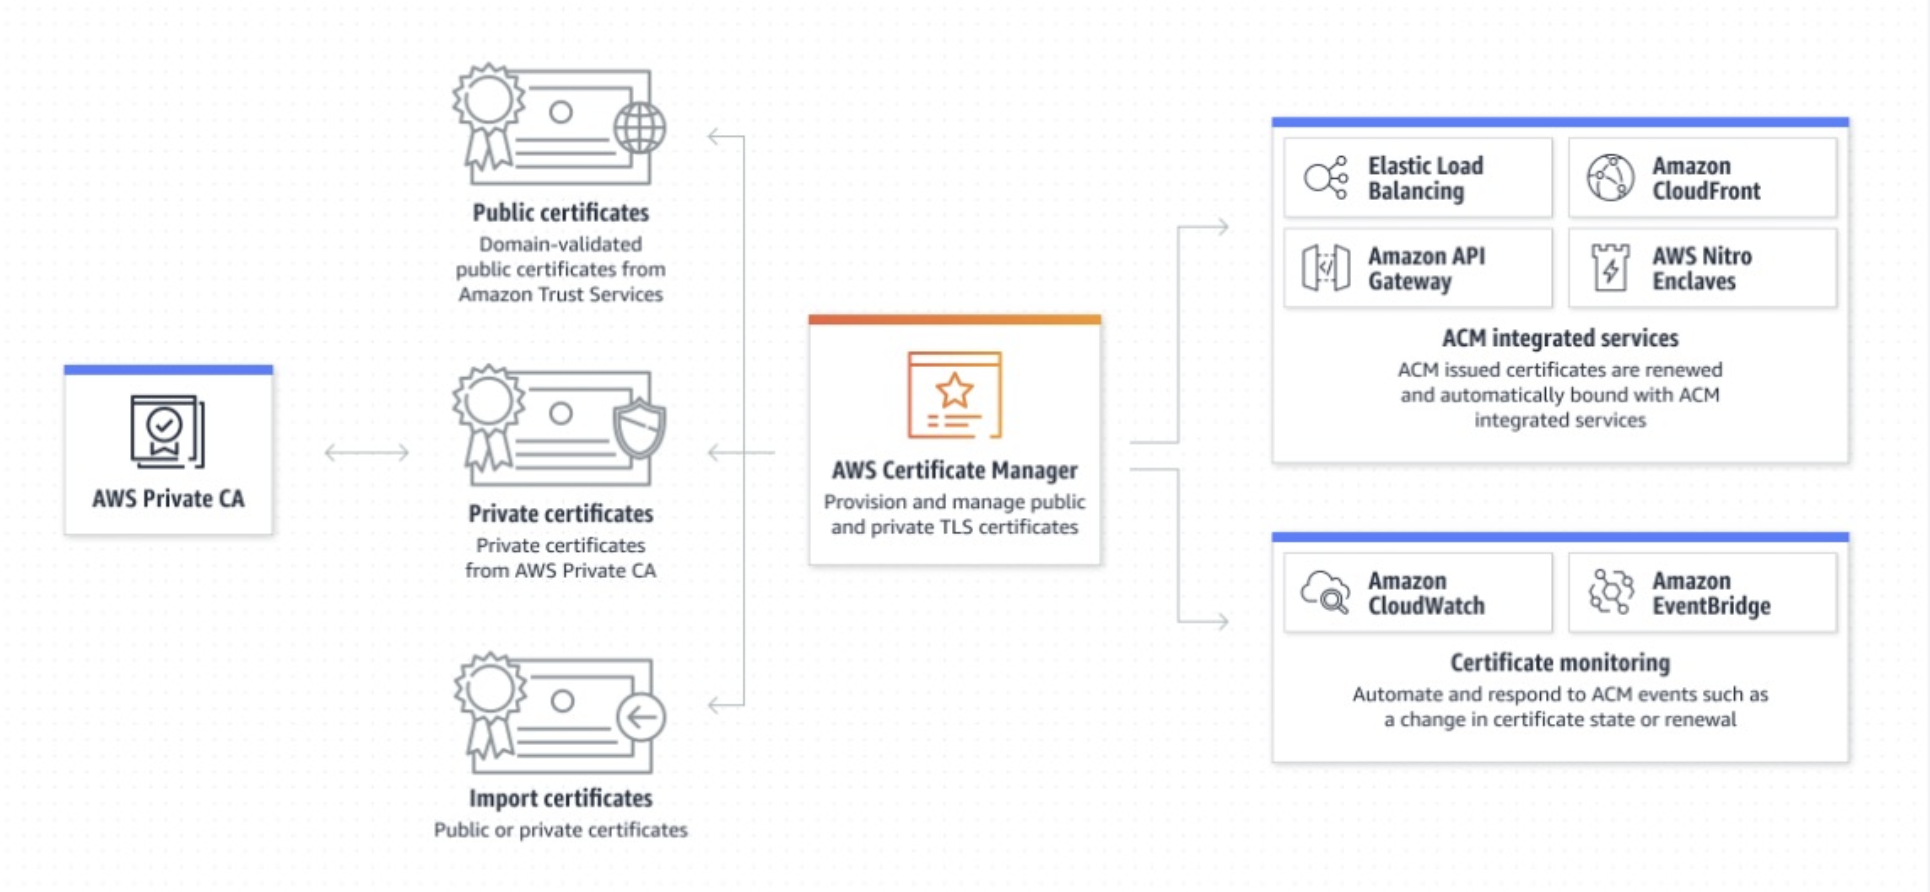 AWS Private CA
Public certificates
Domain-validated
public certificates from
Amazon Trust Services
Private certificates
Private certificates
from AWS Private CA
Import certificates
Public or private certificates
AWS Certificate Manager
Provision and manage public
and private TLS certificates
Elastic Load
Balancing
Amazon
CloudFront
Amazon API
Gateway
AWS Nitro
Enclaves
ACM integrated services
ACM issued certificates are renewed
and automatically bound with ACM
integrated services
Amazon
CloudWatch
Amazon
EventBridge
Certificate monitoring
Automate and respond to ACM events such as
a change in certificate state or renewal